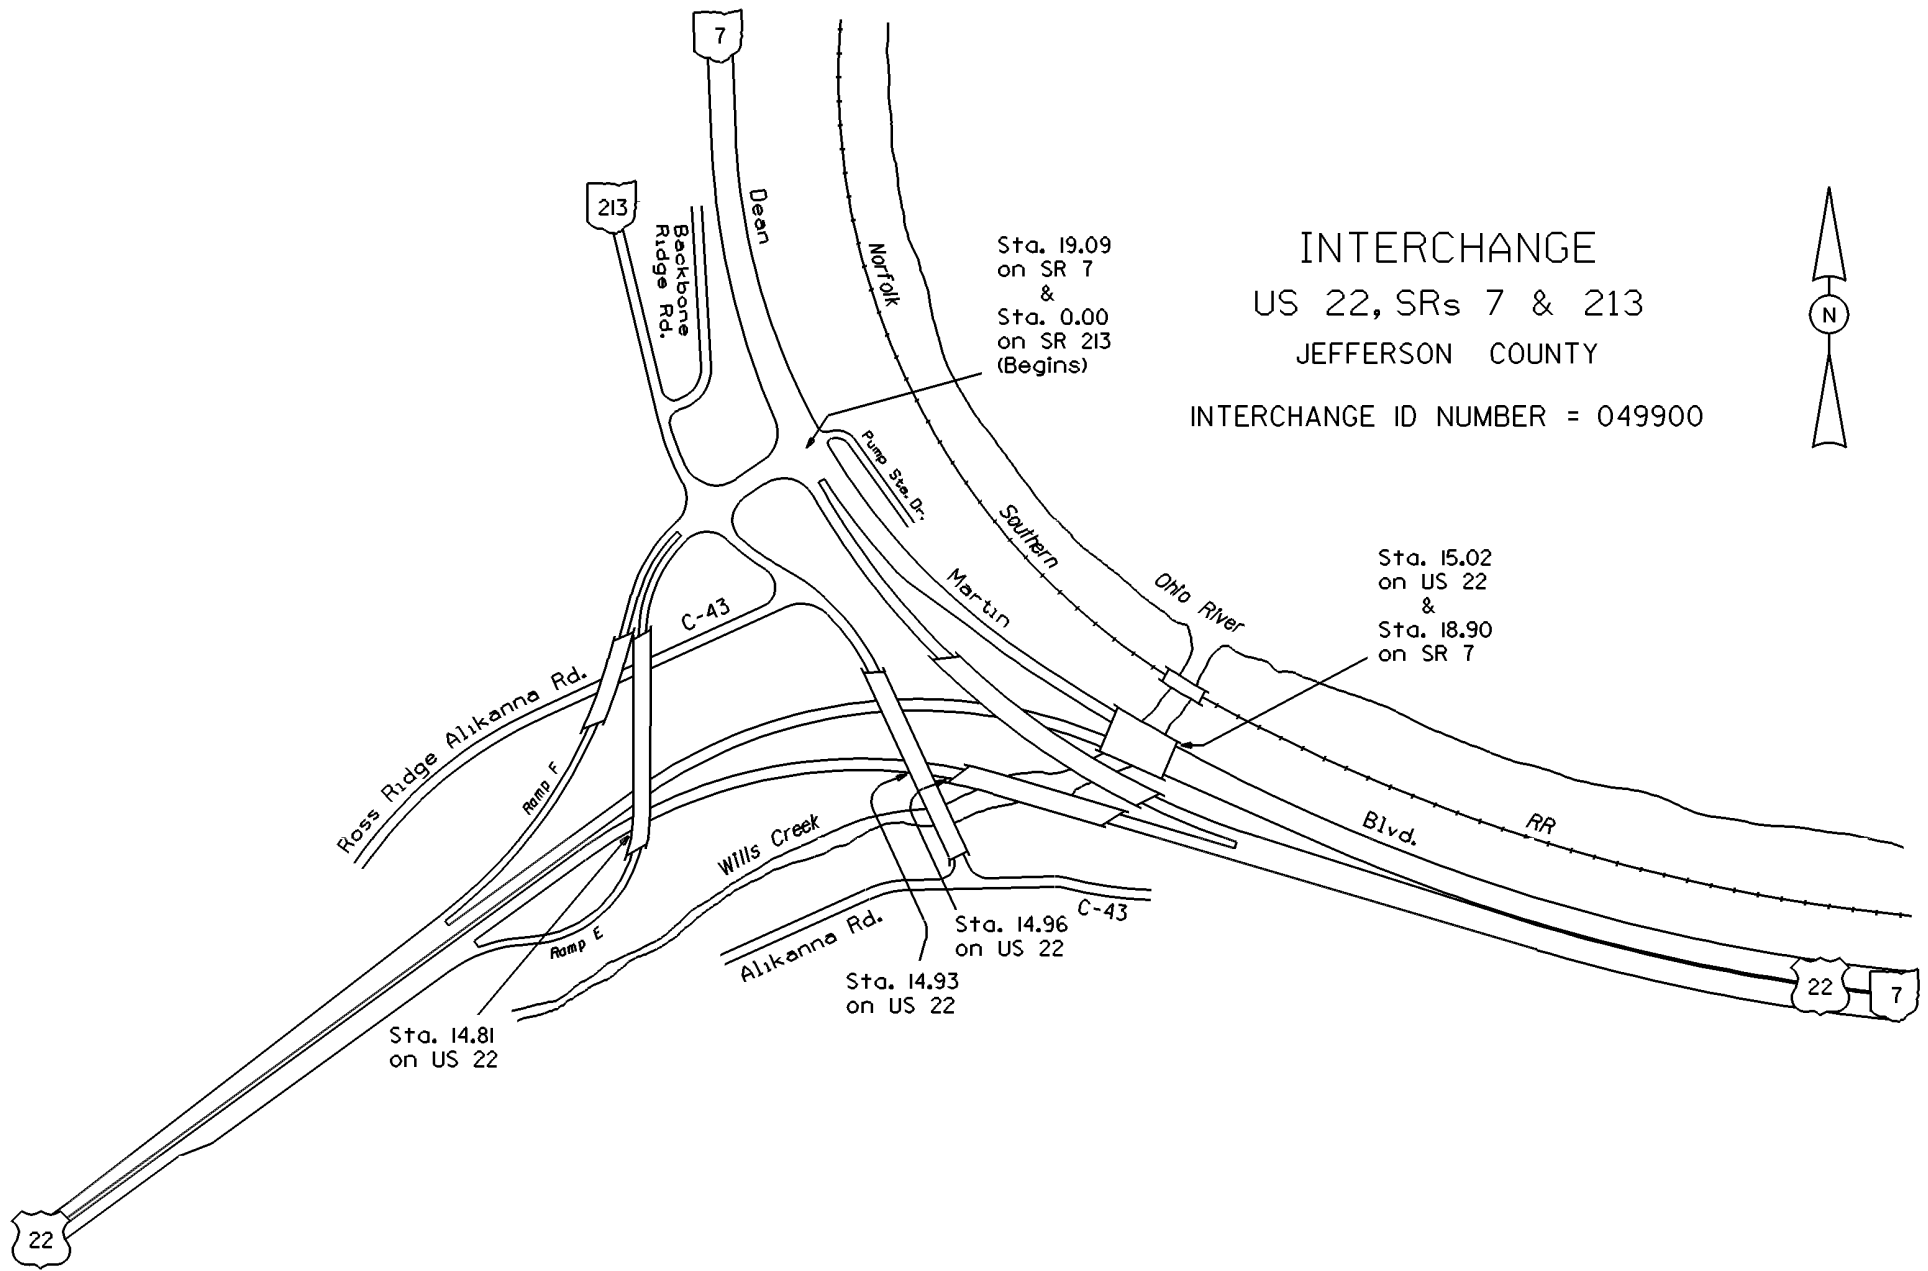 7
213
Backbone
Ridge Rd.
Dean
Norfolk
Sta. 19.09
on SR 7
&
Sta. 0.00
on SR 213
(Begins)
INTERCHANGE
US 22, SRs 7 & 213
JEFFERSON COUNTY
INTERCHANGE ID NUMBER = 049900
N
Pump Sta. Dr.
Southern
Martin
Ohio River
Sta. 15.02
on US 22
&
Sta. 18.90
on SR 7
C-43
Ross Ridge Alikanna Rd.
Ramp F
Wills Creek
Blvd.
RR
Ramp E
Alikanna Rd.
C-43
Sta. 14.96
on US 22
Sta. 14.93
on US 22
Sta. 14.81
on US 22
22
7
22